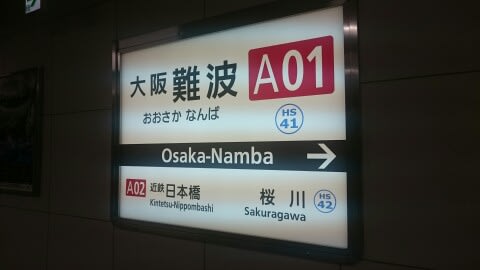 大阪難波 A01
おおさか なんば
HS
41
Osaka-Namba →
A02 近鉄日本橋
Kintetsu-Nippombashi
桜川
Sakuragawa
HS
42